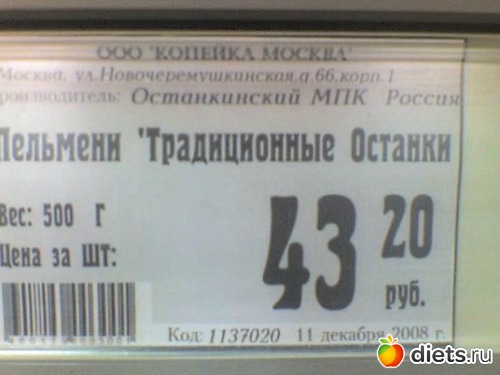 ООО 'КОПЕЙКА МОСКВА'
Москва, ул.Новочеремушкинская,д.66,корп.1
роизводитель: Останкинский МПК Россия
Пельмени 'Традиционные Останки
Вес: 500 Г
Цена за ШТ:
43 20
руб.
Код: 1137020 11 декабря 2008 г.
diets.ru